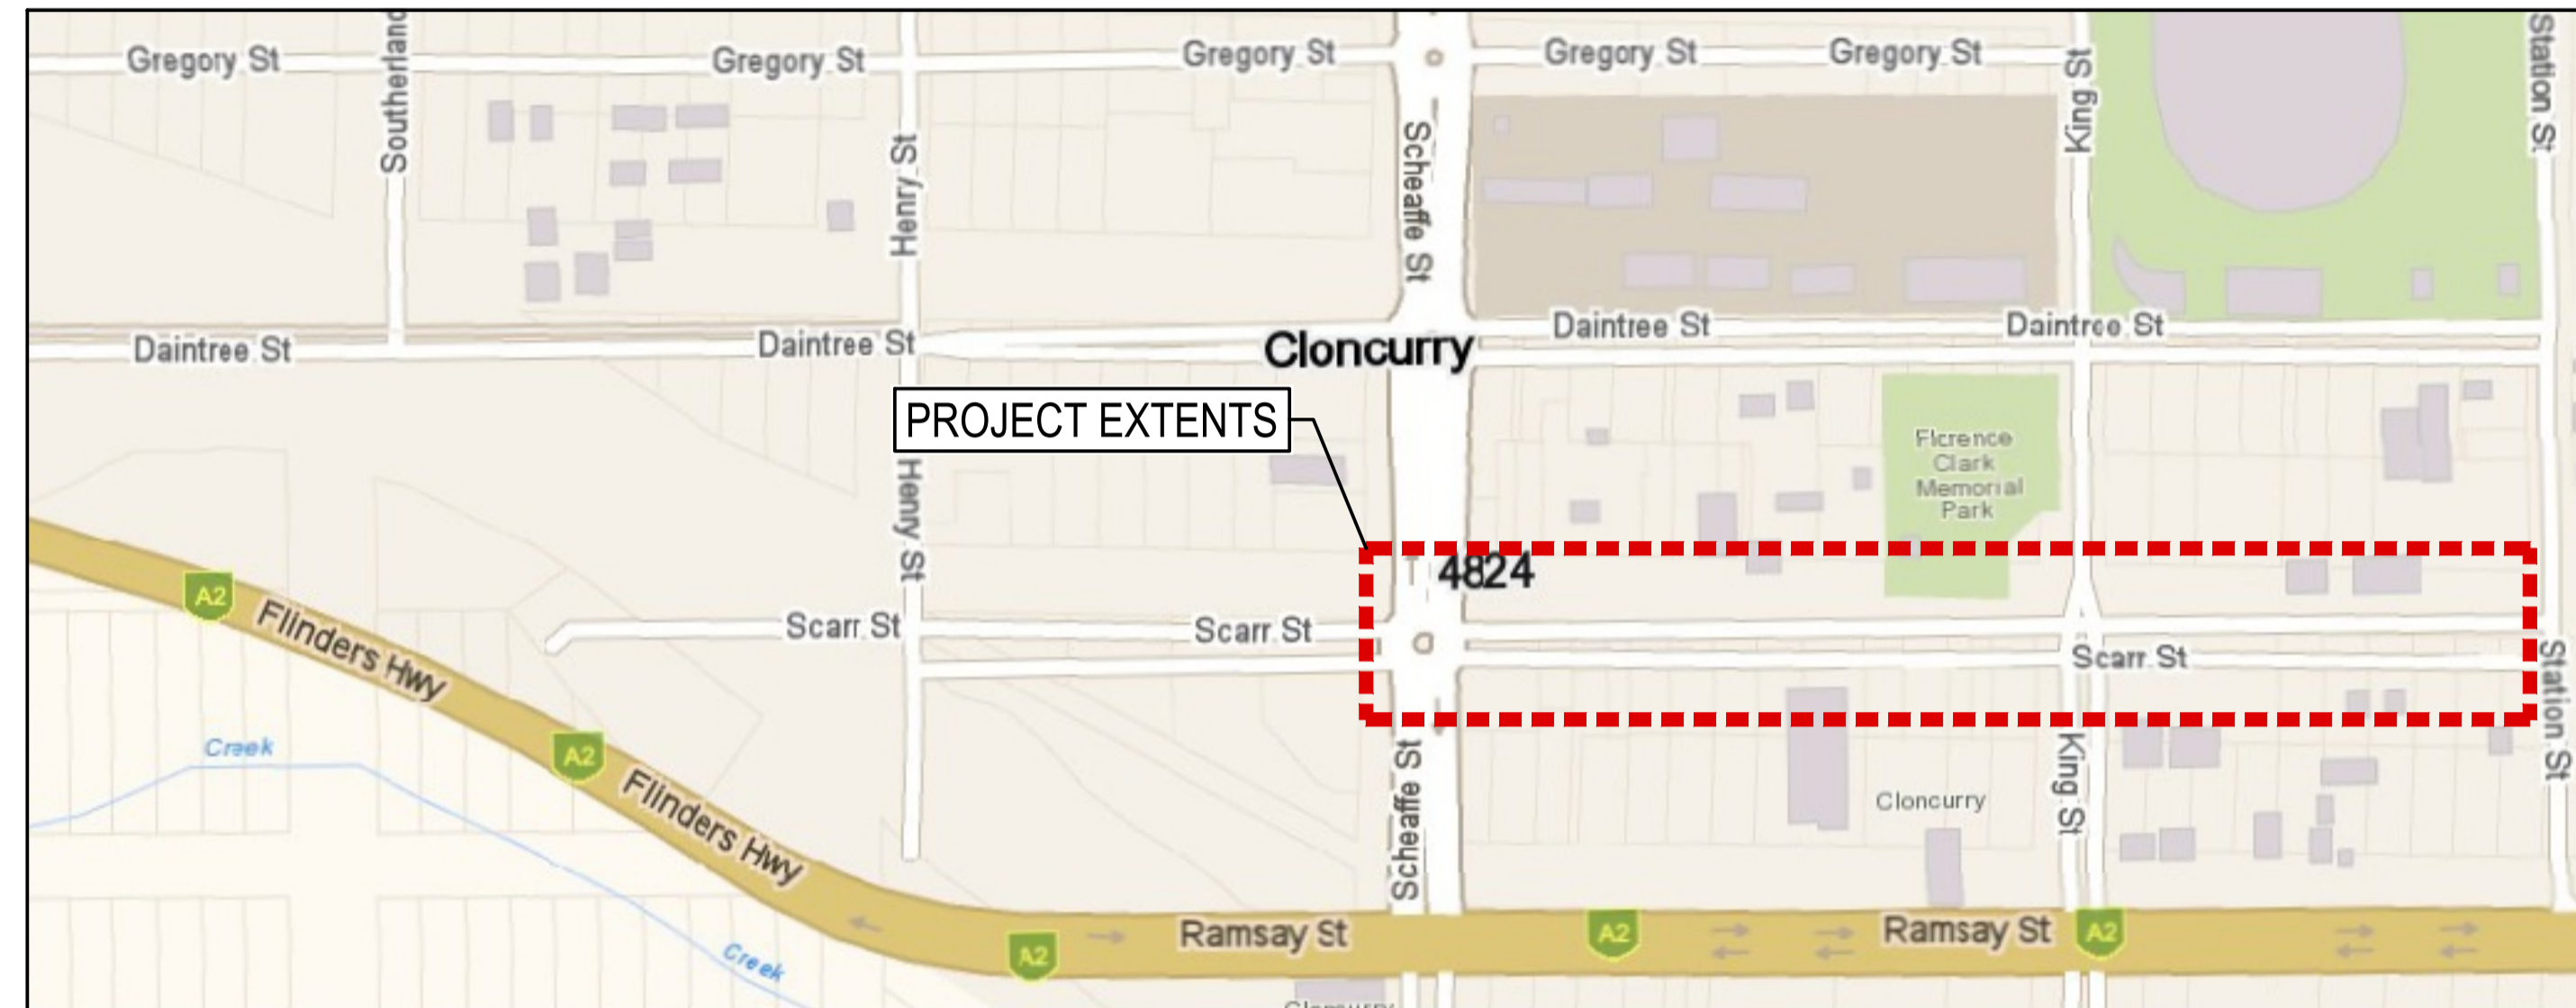 Gregory St
Gregory St
Gregory St
Gregory St
Gregory St
Southerland
Henry St
Scheaffe St
King St
Station St
Daintree St
Daintree St
Cloncurry
Daintree St
Daintree St
PROJECT EXTENTS
Florence
Clark
Memorial
Park
Henry St
4824
A2
Flinders Hwy
Scarr St
Scarr St
Scarr St
Station St
Creek
A2
Flinders Hwy
Scheaffe St
King St
Cloncurry
A2
Ramsay St
A2
Ramsay St
A2
Creek
Cloncurry